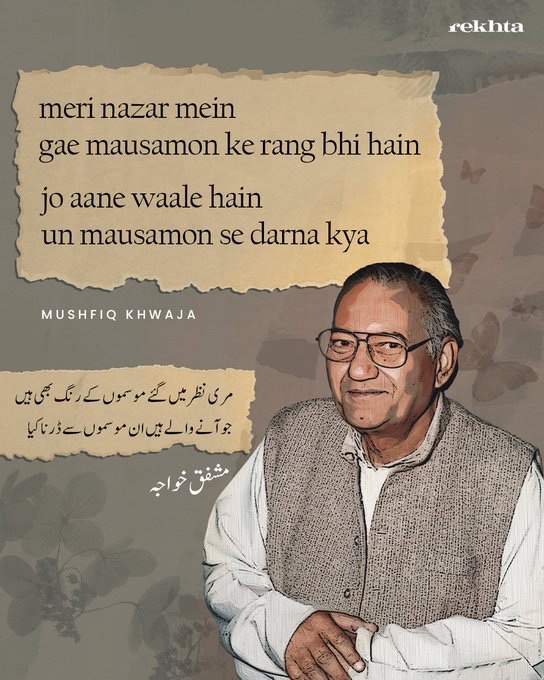 rekhta
meri nazar mein
gae mausamon ke rang bhi hain
jo aane waale hain
un mausamon se darna kya
MUSHFIQ KHWAJA
مری نظر میں گئے موسموں کے رنگ بھی ہیں
جو آنے والے ہیں ان موسموں سے ڈرنا کیا
مشفق خواجہ